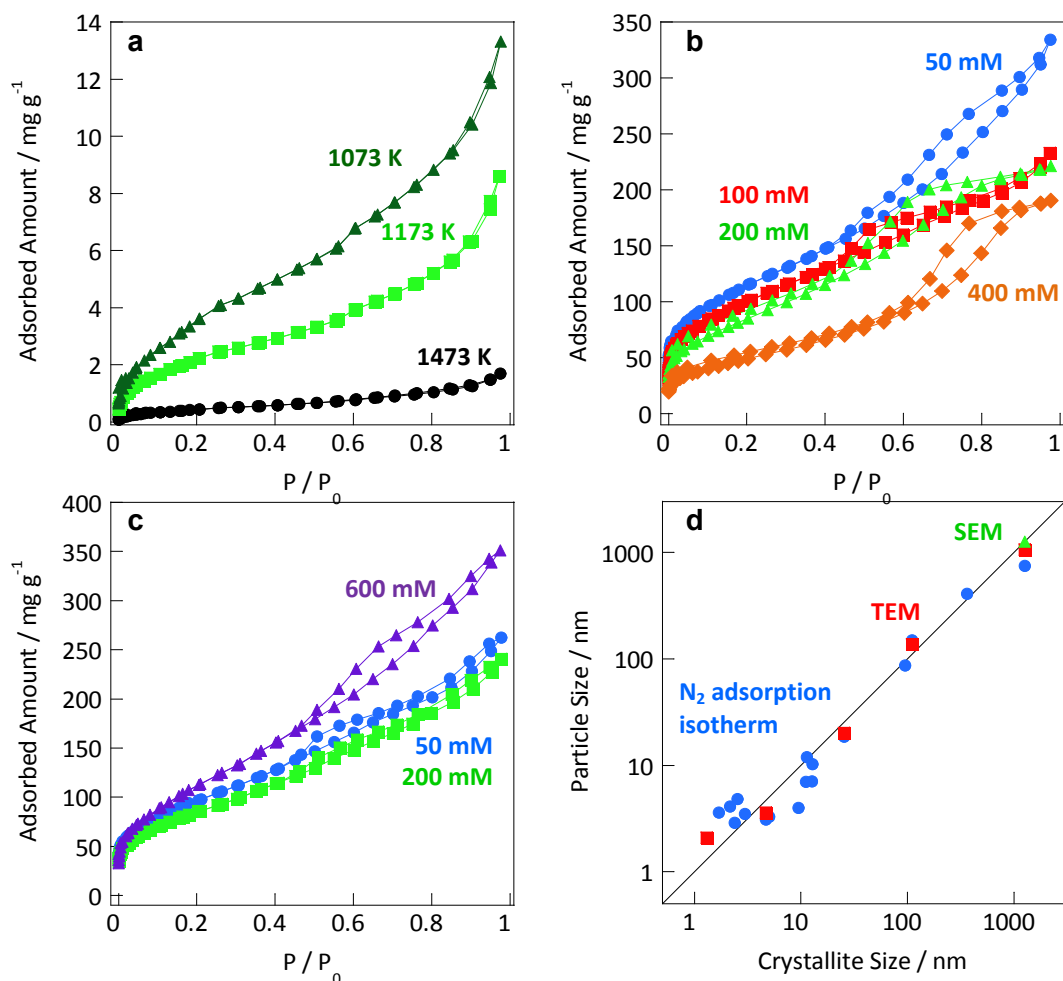 a
14
12
10
8
6
4
2
0
Adsorbed Amount / mg g⁻¹
1073 K
1173 K
1473 K
0 0.2 0.4 0.6 0.8 1
P / P₀
b
350
300
250
200
150
100
50
0
Adsorbed Amount / mg g⁻¹
50 mM
100 mM
200 mM
400 mM
0 0.2 0.4 0.6 0.8 1
P / P₀
c
400
350
300
250
200
150
100
50
0
Adsorbed Amount / mg g⁻¹
600 mM
50 mM
200 mM
0 0.2 0.4 0.6 0.8 1
P / P₀
d
1000
100
10
1
Particle Size / nm
SEM
TEM
N₂ adsorption
isotherm
1 10 100 1000
Crystallite Size / nm